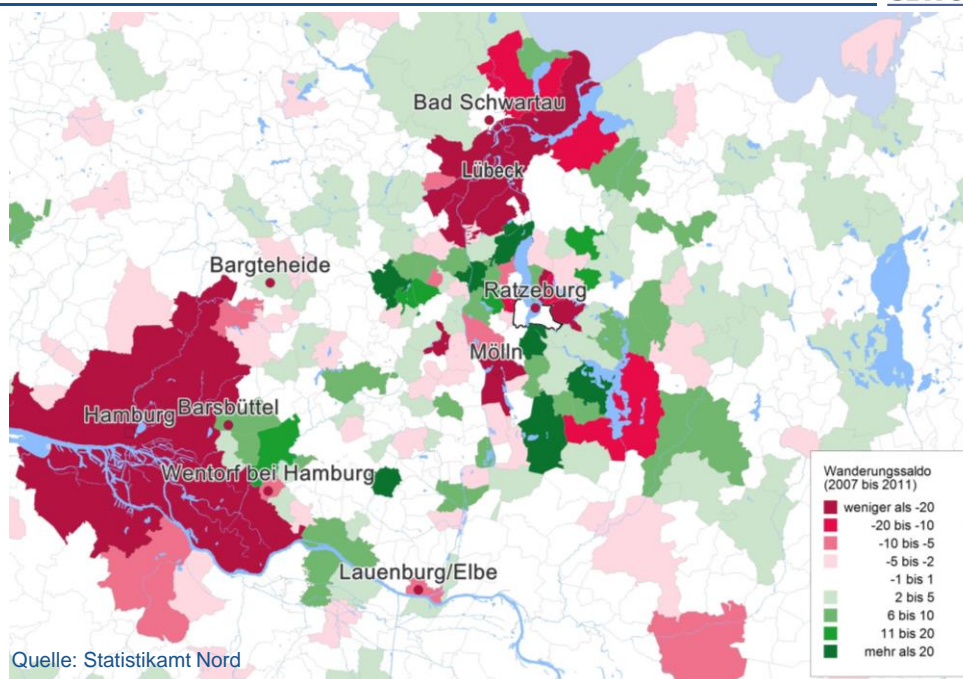 Bad Schwartau
Lübeck
Bargteheide
Ratzeburg
Mölln
Hamburg
Barsbüttel
Wentorf bei Hamburg
Lauenburg/Elbe
Quelle: Statistikamt Nord
Wanderungssaldo
(2007 bis 2011)
weniger als -20
-20 bis -10
-10 bis -5
-5 bis -2
-1 bis 1
2 bis 5
6 bis 10
11 bis 20
mehr als 20